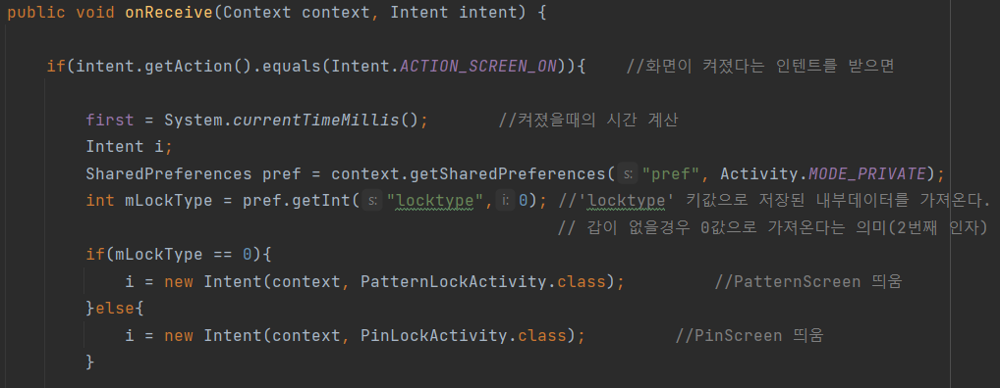 public void onReceive(Context context, Intent intent) {
if(intent.getAction().equals(Intent.ACTION_SCREEN_ON)){    //화면이 켜졌다는 인텐트를 받으면
first = System.currentTimeMillis();       //켜졌을때의 시간 계산
Intent i;
SharedPreferences pref = context.getSharedPreferences( s: "pref", Activity.MODE_PRIVATE);
int mLockType = pref.getInt( s: "locktype", i: 0); //'locktype' 키값으로 저장된 내부데이터를 가져온다.
// 갑이 없을경우 0값으로 가져온다는 의미(2번째 인자)
if(mLockType == 0){
i = new Intent(context, PatternLockActivity.class);         //PatternScreen 띄움
}else{
i = new Intent(context, PinLockActivity.class);         //PinScreen 띄움
}